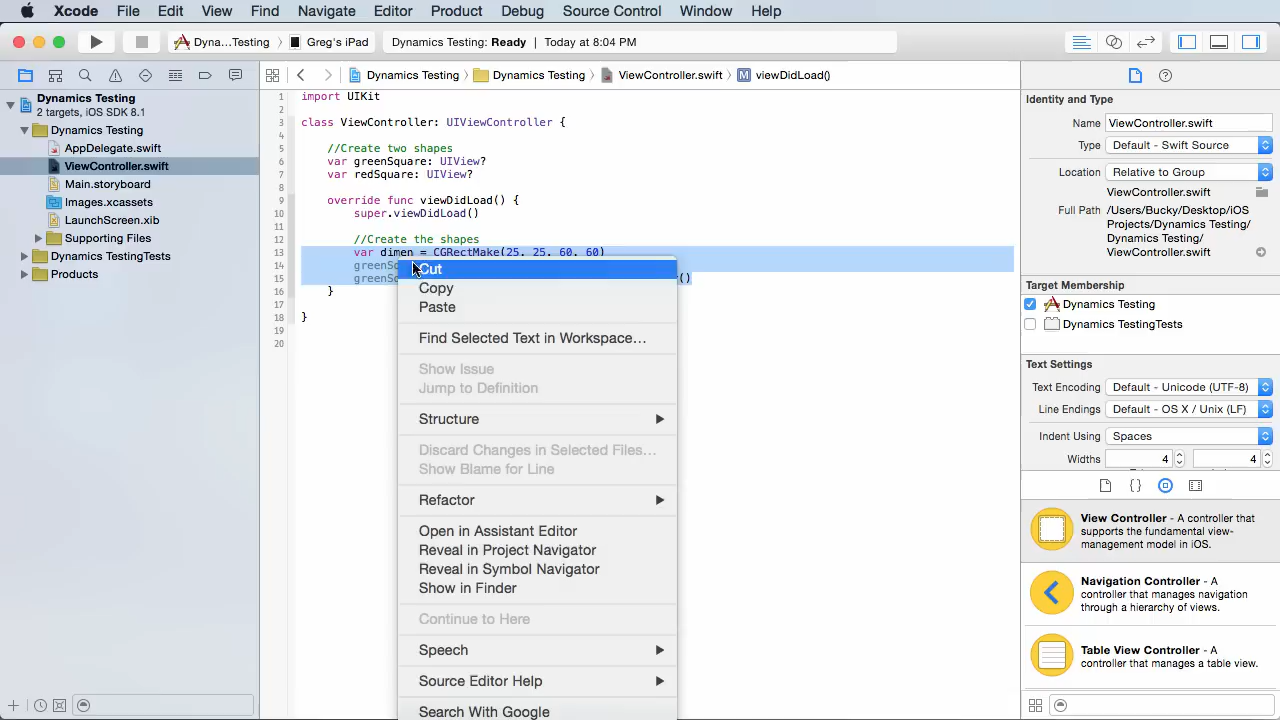 Xcode File Edit View Find Navigate Editor Product Debug Source Control Window Help
Dyna…Testing Greg's iPad Dynamics Testing: Ready Today at 8:04 PM
Dynamics Testing Dynamics Testing ViewController.swift M viewDidLoad()
Dynamics Testing
2 targets, iOS SDK 8.1
Dynamics Testing
AppDelegate.swift
ViewController.swift
Main.storyboard
Images.xcassets
LaunchScreen.xib
Supporting Files
Dynamics TestingTests
Products
1 import UIKit
2
3 class ViewController: UIViewController {
4
5 //Create two shapes
6 var greenSquare: UIView?
7 var redSquare: UIView?
8
9 override func viewDidLoad() {
10 super.viewDidLoad()
11
12 //Create the shapes
13 var dimen = CGRectMake(25, 25, 60, 60)
14 greenS
15 greenS ()
16 }
17
18 }
19
20
Cut
Copy
Paste
Find Selected Text in Workspace…
Show Issue
Jump to Definition
Structure
Discard Changes in Selected Files…
Show Blame for Line
Refactor
Open in Assistant Editor
Reveal in Project Navigator
Reveal in Symbol Navigator
Show in Finder
Continue to Here
Speech
Source Editor Help
Search With Google
Identity and Type
Name ViewController.swift
Type Default - Swift Source
Location Relative to Group
ViewController.swift
Full Path /Users/Bucky/Desktop/iOS
Projects/Dynamics Testing/
Dynamics Testing/
ViewController.swift
Target Membership
Dynamics Testing
Dynamics TestingTests
Text Settings
Text Encoding Default - Unicode (UTF-8)
Line Endings Default - OS X / Unix (LF)
Indent Using Spaces
Widths 4 4
View Controller - A controller that
supports the fundamental view-
management model in iOS.
Navigation Controller - A
controller that manages navigation
through a hierarchy of views.
Table View Controller - A
controller that manages a table view.